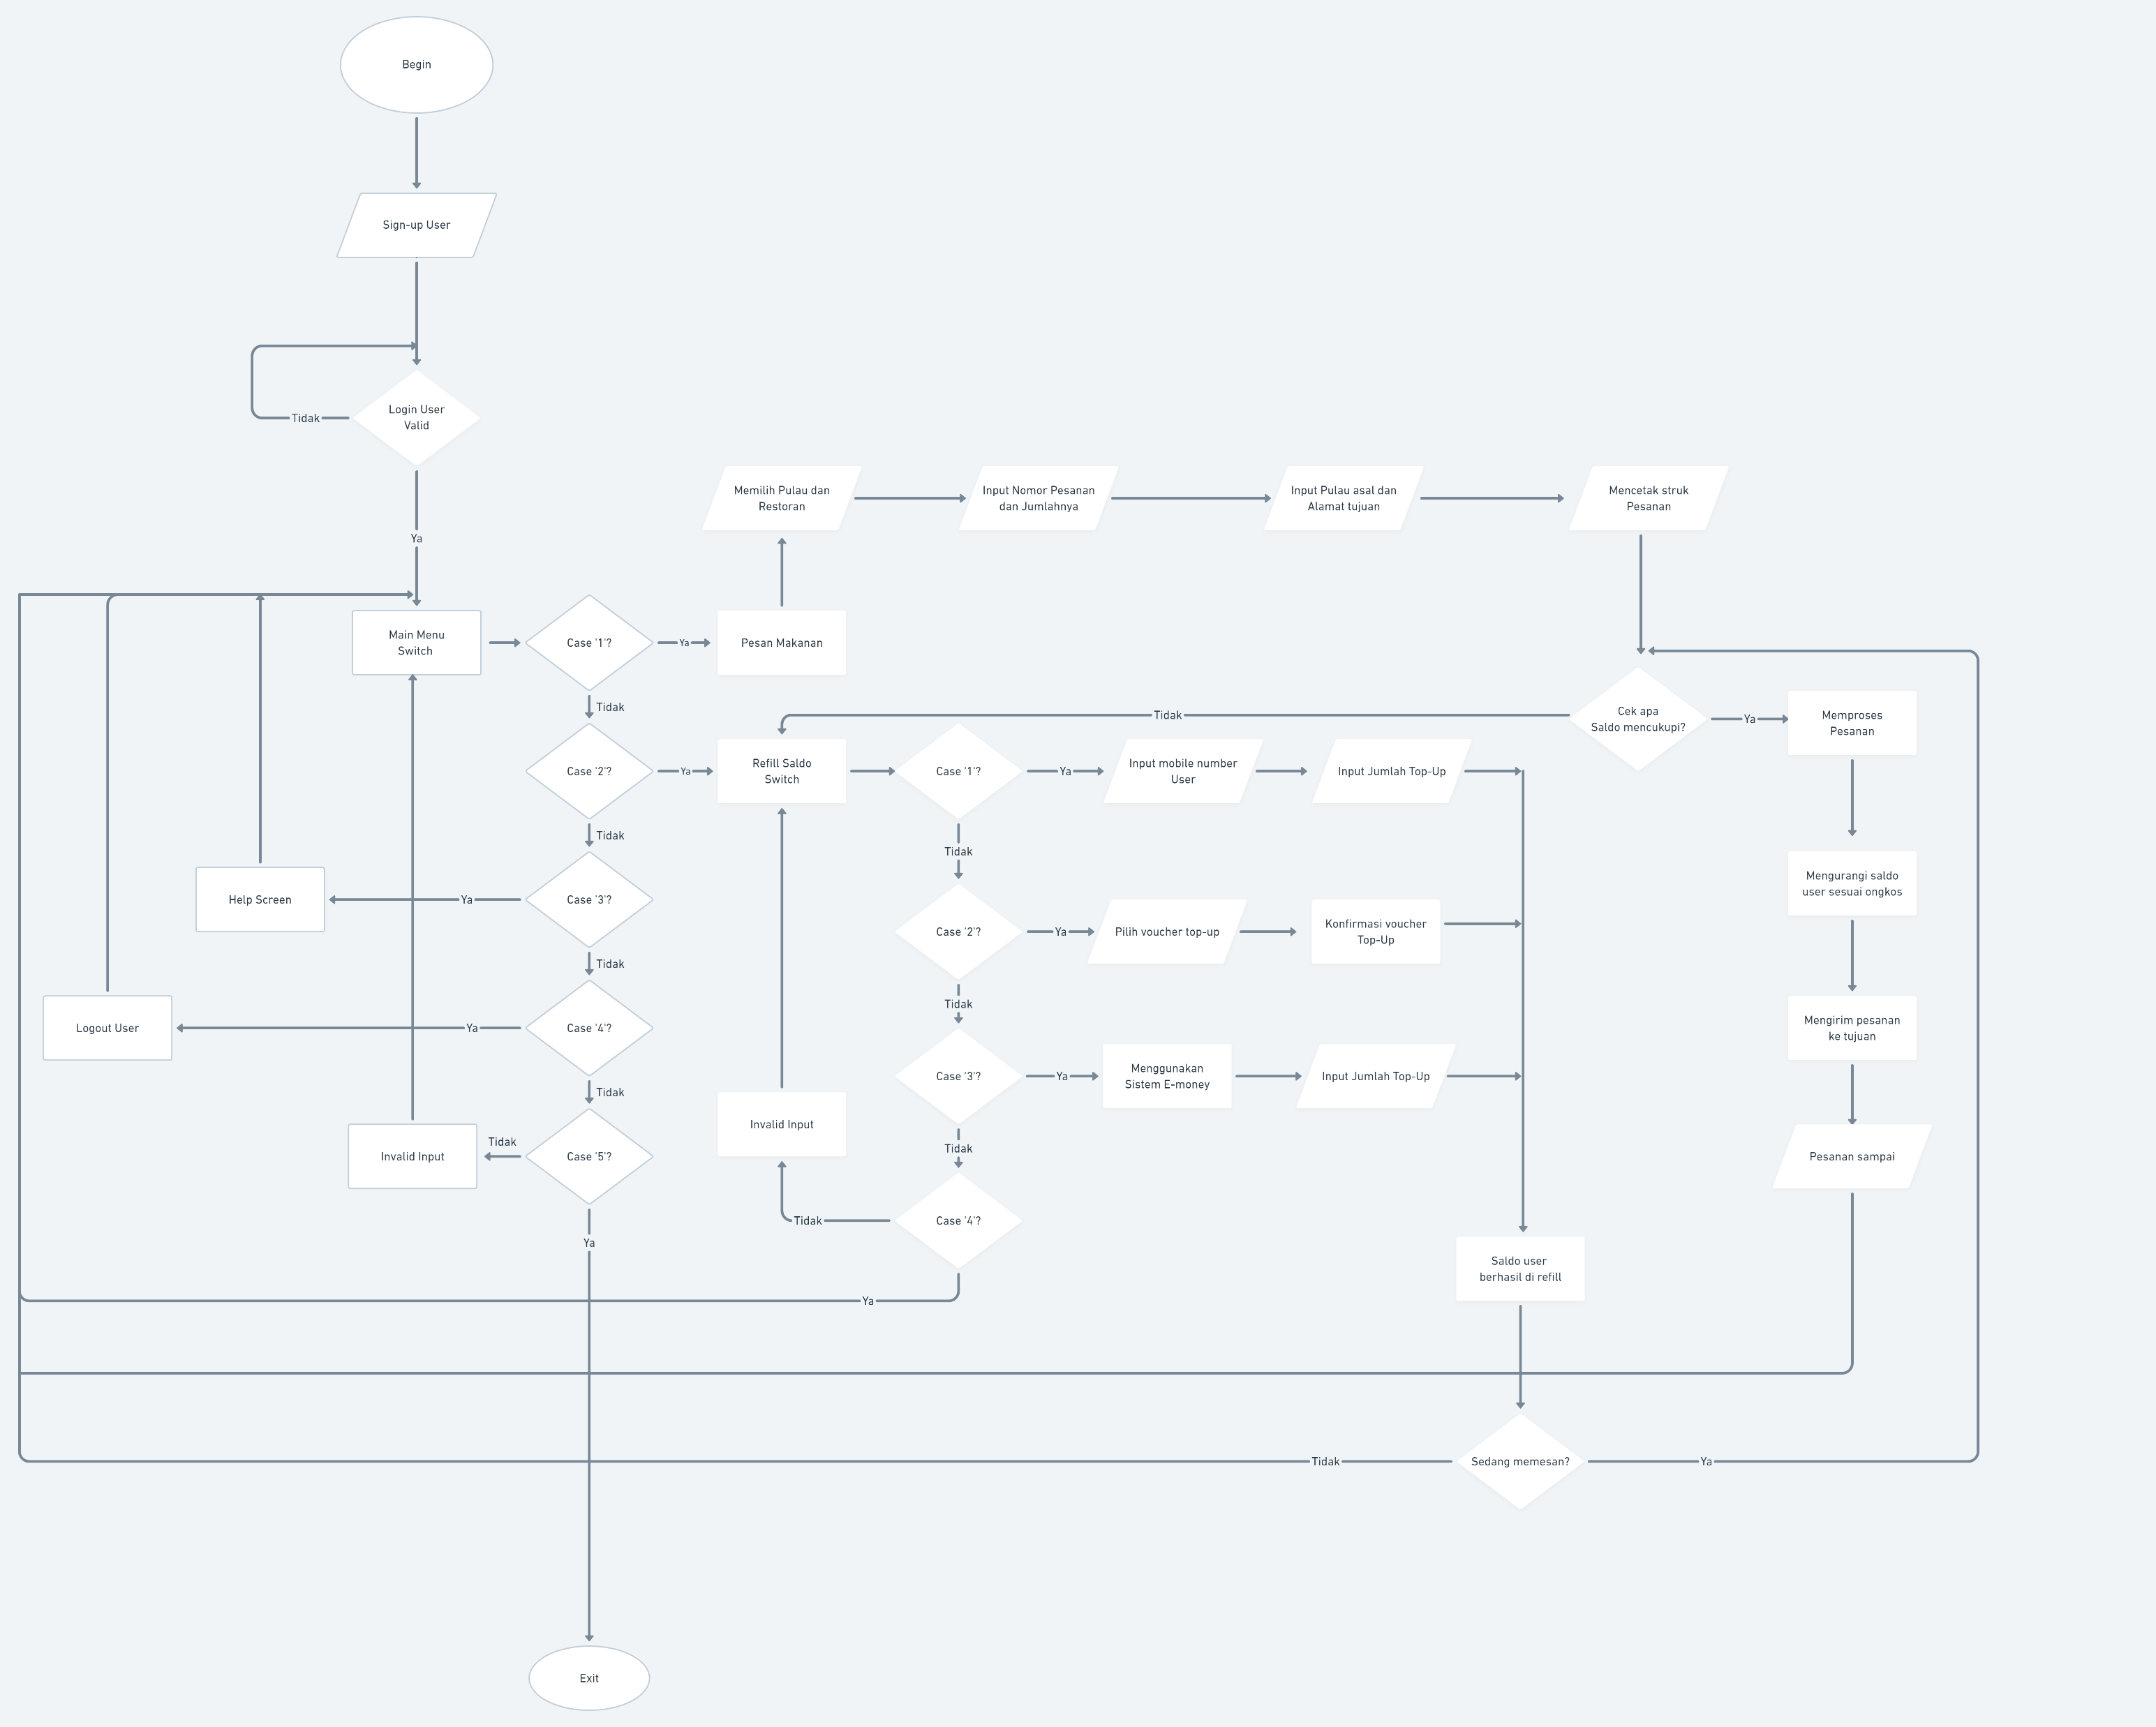 Begin
Sign-up User
Login User
Valid
Tidak
Ya
Memilih Pulau dan
Restoran
Input Nomor Pesanan
dan Jumlahnya
Input Pulau asal dan
Alamat tujuan
Mencetak struk
Pesanan
Main Menu
Switch
Case '1'?
Ya
Pesan Makanan
Tidak
Tidak
Cek apa
Saldo mencukupi?
Ya
Memproses
Pesanan
Case '2'?
Ya
Refill Saldo
Switch
Case '1'?
Ya
Input mobile number
User
Input Jumlah Top-Up
Tidak
Tidak
Help Screen
Ya
Case '3'?
Mengurangi saldo
user sesuai ongkos
Case '2'?
Ya
Pilih voucher top-up
Konfirmasi voucher
Top-Up
Tidak
Tidak
Logout User
Ya
Case '4'?
Mengirim pesanan
ke tujuan
Case '3'?
Ya
Menggunakan
Sistem E-money
Input Jumlah Top-Up
Tidak
Invalid Input
Tidak
Tidak
Invalid Input
Case '5'?
Pesanan sampai
Ya
Tidak
Case '4'?
Saldo user
berhasil di refill
Ya
Tidak
Sedang memesan?
Ya
Exit